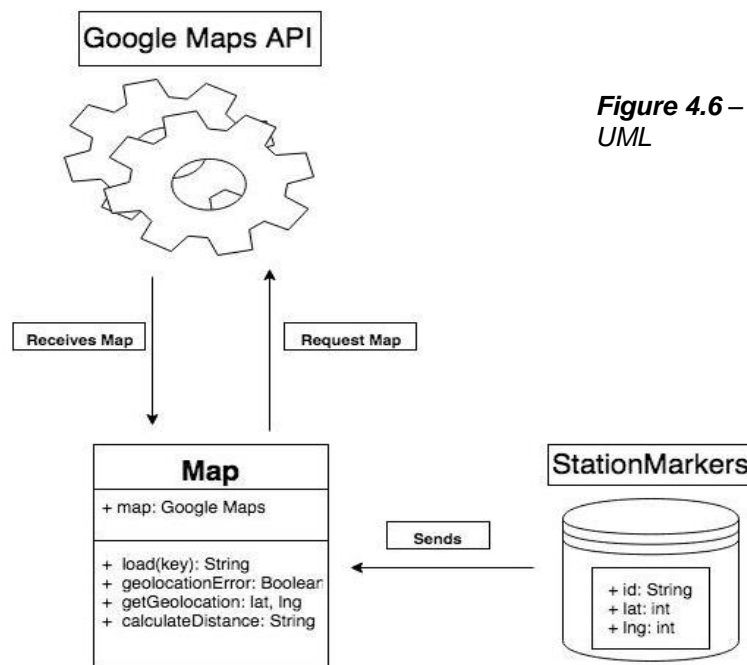 Google Maps API
Figure 4.6 –
UML
Receives Map
Request Map
Map
+ map: Google Maps
+ load(key): String
+ geolocationError: Boolean
+ getGeolocation: lat, lng
+ calculateDistance: String
Sends
StationMarkers
+ id: String
+ lat: int
+ lng: int